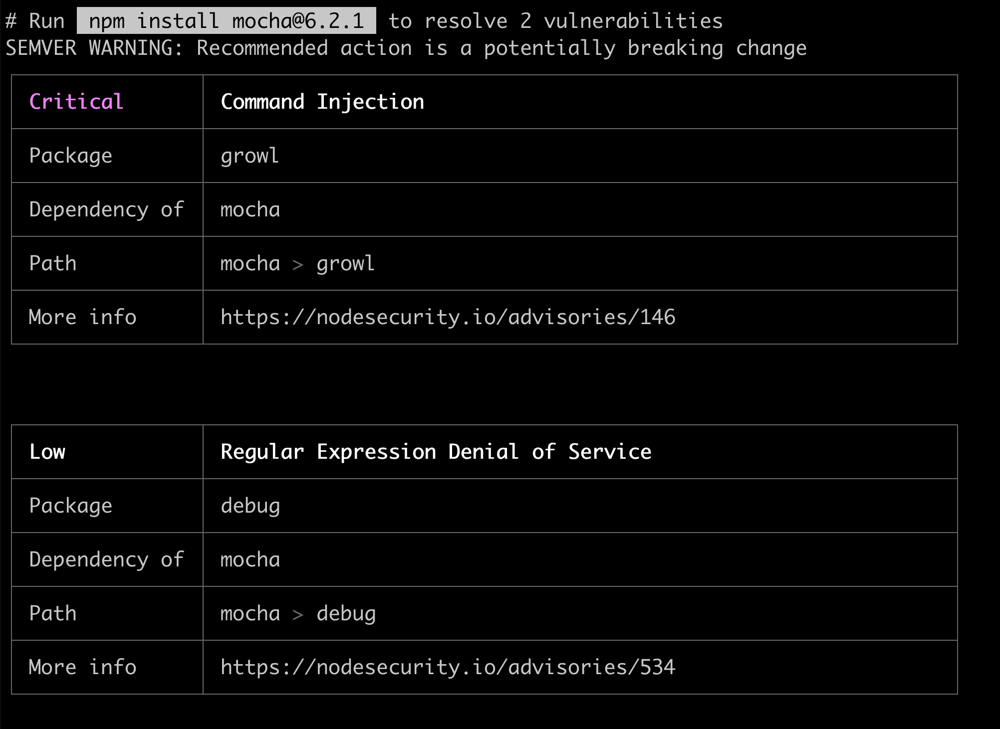 # Run npm install mocha@6.2.1 to resolve 2 vulnerabilities
SEMVER WARNING: Recommended action is a potentially breaking change
Critical Command Injection
Package growl
Dependency of mocha
Path mocha > growl
More info https://nodesecurity.io/advisories/146
Low Regular Expression Denial of Service
Package debug
Dependency of mocha
Path mocha > debug
More info https://nodesecurity.io/advisories/534